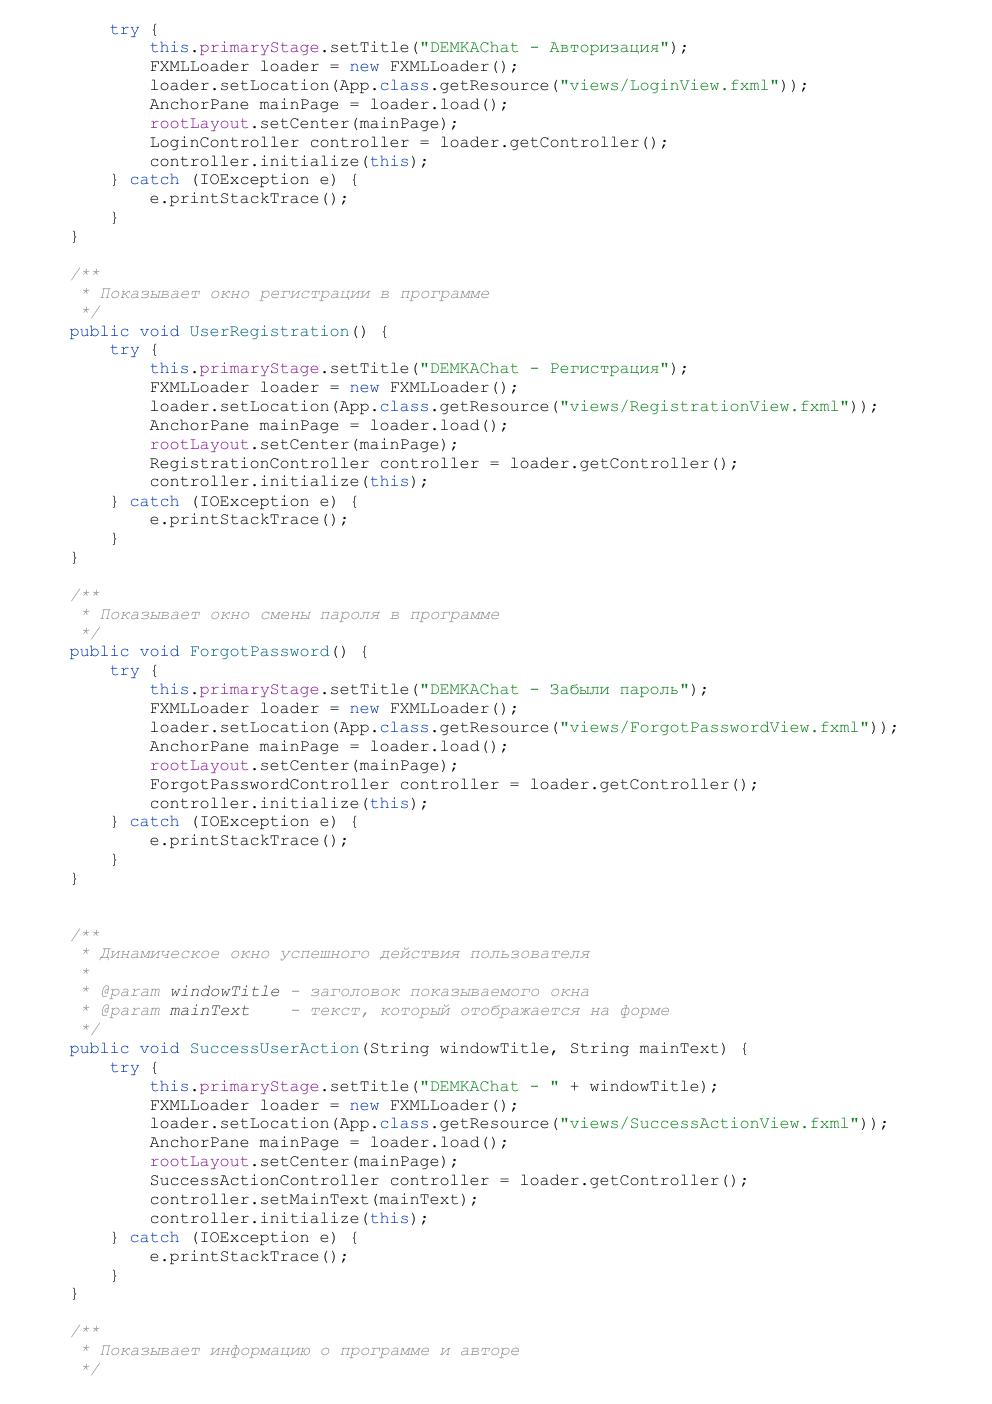 try {
this.primaryStage.setTitle("DEMKAChat - Авторизация");
FXMLLoader loader = new FXMLLoader();
loader.setLocation(App.class.getResource("views/LoginView.fxml"));
AnchorPane mainPage = loader.load();
rootLayout.setCenter(mainPage);
LoginController controller = loader.getController();
controller.initialize(this);
} catch (IOException e) {
e.printStackTrace();
}
}
/**
* Показывает окно регистрации в программе
*/
public void UserRegistration() {
try {
this.primaryStage.setTitle("DEMKAChat - Регистрация");
FXMLLoader loader = new FXMLLoader();
loader.setLocation(App.class.getResource("views/RegistrationView.fxml"));
AnchorPane mainPage = loader.load();
rootLayout.setCenter(mainPage);
RegistrationController controller = loader.getController();
controller.initialize(this);
} catch (IOException e) {
e.printStackTrace();
}
}
/**
* Показывает окно смены пароля в программе
*/
public void ForgotPassword() {
try {
this.primaryStage.setTitle("DEMKAChat - Забыли пароль");
FXMLLoader loader = new FXMLLoader();
loader.setLocation(App.class.getResource("views/ForgotPasswordView.fxml"));
AnchorPane mainPage = loader.load();
rootLayout.setCenter(mainPage);
ForgotPasswordController controller = loader.getController();
controller.initialize(this);
} catch (IOException e) {
e.printStackTrace();
}
}
/**
* Динамическое окно успешного действия пользователя
*
* @param windowTitle - заголовок показываемого окна
* @param mainText    - текст, который отображается на форме
*/
public void SuccessUserAction(String windowTitle, String mainText) {
try {
this.primaryStage.setTitle("DEMKAChat - " + windowTitle);
FXMLLoader loader = new FXMLLoader();
loader.setLocation(App.class.getResource("views/SuccessActionView.fxml"));
AnchorPane mainPage = loader.load();
rootLayout.setCenter(mainPage);
SuccessActionController controller = loader.getController();
controller.setMainText(mainText);
controller.initialize(this);
} catch (IOException e) {
e.printStackTrace();
}
}
/**
* Показывает информацию о программе и авторе
*/